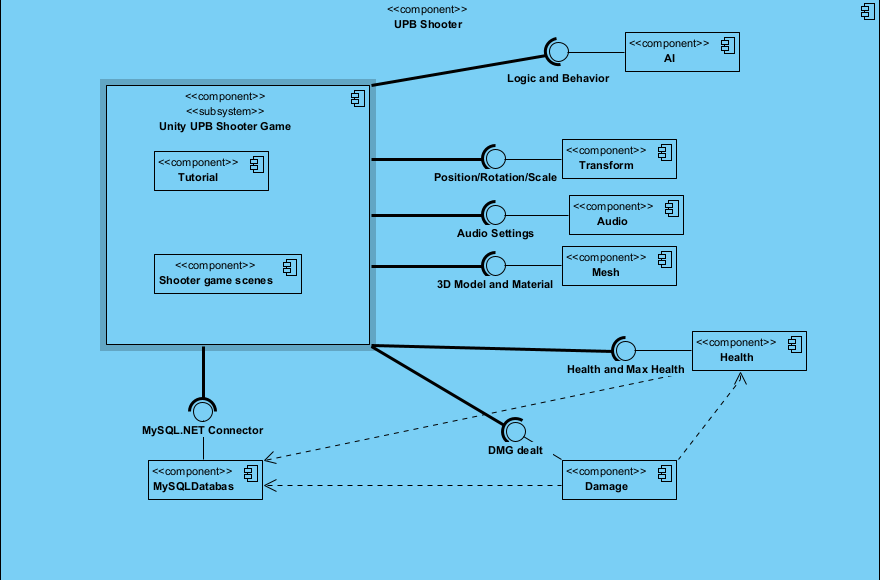 <<component>>
UPB Shooter
<<component>>
AI
Logic and Behavior
<<component>>
<<subsystem>>
Unity UPB Shooter Game
<<component>>
Tutorial
<<component>>
Shooter game scenes
<<component>>
Transform
Position/Rotation/Scale
<<component>>
Audio
Audio Settings
<<component>>
Mesh
3D Model and Material
<<component>>
Health
Health and Max Health
MySQL.NET Connector
DMG dealt
<<component>>
MySQLDatabas
<<component>>
Damage